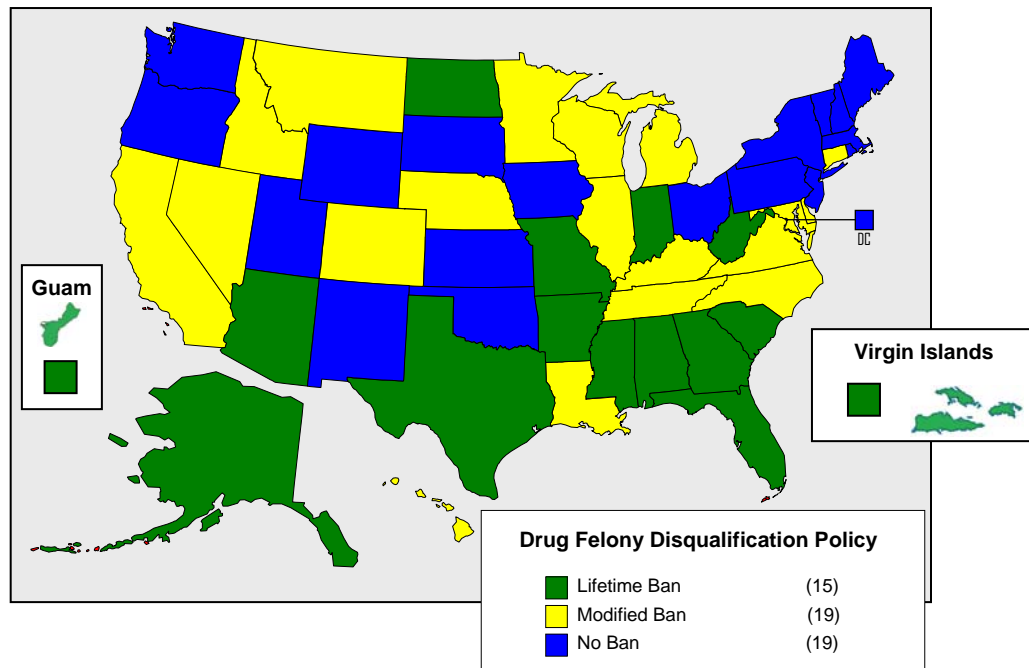 DC
Guam
Virgin Islands
Drug Felony Disqualification Policy
Lifetime Ban (15)
Modified Ban (19)
No Ban (19)